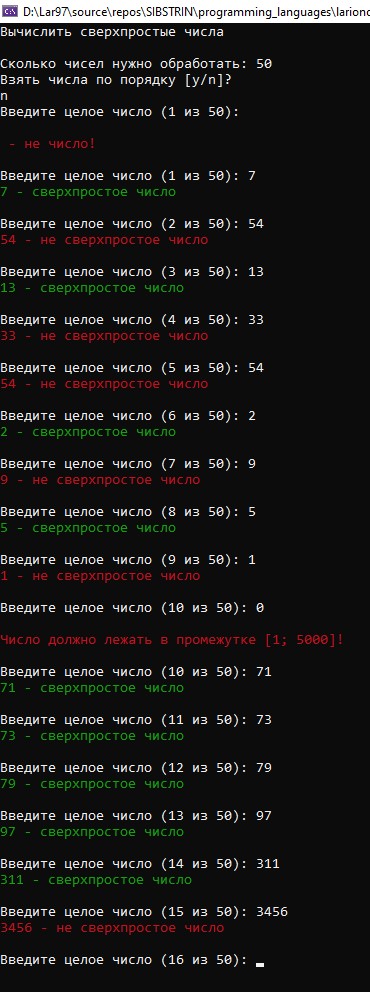 D:\Lar97\source\repos\SIBSTRIN\programming_languages\lariono
Вычислить сверхпростые числа
Сколько чисел нужно обработать: 50
Взять числа по порядку [y/n]?
n
Введите целое число (1 из 50):
- не число!
Введите целое число (1 из 50): 7
7 - сверхпростое число
Введите целое число (2 из 50): 54
54 - не сверхпростое число
Введите целое число (3 из 50): 13
13 - сверхпростое число
Введите целое число (4 из 50): 33
33 - не сверхпростое число
Введите целое число (5 из 50): 54
54 - не сверхпростое число
Введите целое число (6 из 50): 2
2 - сверхпростое число
Введите целое число (7 из 50): 9
9 - не сверхпростое число
Введите целое число (8 из 50): 5
5 - сверхпростое число
Введите целое число (9 из 50): 1
1 - не сверхпростое число
Введите целое число (10 из 50): 0
Число должно лежать в промежутке [1; 5000]!
Введите целое число (10 из 50): 71
71 - сверхпростое число
Введите целое число (11 из 50): 73
73 - сверхпростое число
Введите целое число (12 из 50): 79
79 - сверхпростое число
Введите целое число (13 из 50): 97
97 - сверхпростое число
Введите целое число (14 из 50): 311
311 - сверхпростое число
Введите целое число (15 из 50): 3456
3456 - не сверхпростое число
Введите целое число (16 из 50):